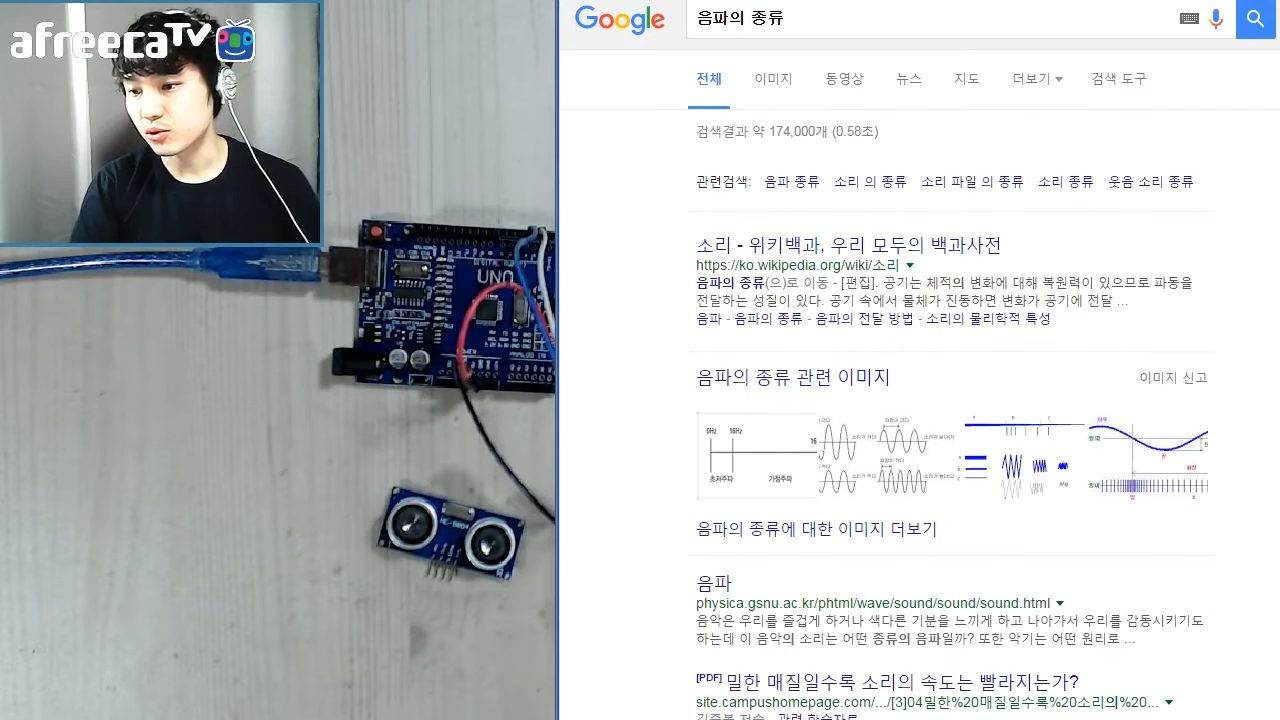 afreecaTV
UNO
HC-SR04
Google
음파의 종류
전체 이미지 동영상 뉴스 지도 더보기 검색 도구
검색결과 약 174,000개 (0.58초)
관련검색: 음파 종류 소리 의 종류 소리 파일 의 종류 소리 종류 웃음 소리 종류
소리 - 위키백과, 우리 모두의 백과사전
https://ko.wikipedia.org/wiki/소리
음파의 종류(으)로 이동 - [편집]. 공기는 체적의 변화에 대해 복원력이 있으므로 파동을
전달하는 성질이 있다. 공기 속에서 물체가 진동하면 변화가 공기에 전달 ...
음파 - 음파의 종류 - 음파의 전달 방법 - 소리의 물리학적 특성
음파의 종류 관련 이미지
이미지 신고
0Hz 16Hz 16
초저주파 가청주파
음파의 종류에 대한 이미지 더보기
음파
physica.gsnu.ac.kr/phtml/wave/sound/sound/sound.html
음악은 우리를 즐겁게 하거나 색다른 기분을 느끼게 하고 나아가서 우리를 감동시키기도
하는데 이 음악의 소리는 어떤 종류의 음파일까? 또한 악기는 어떤 원리로 ...
[PDF] 밀한 매질일수록 소리의 속도는 빨라지는가?
site.campushomepage.com/.../[3]04밀한%20매질일수록%20소리의%20...